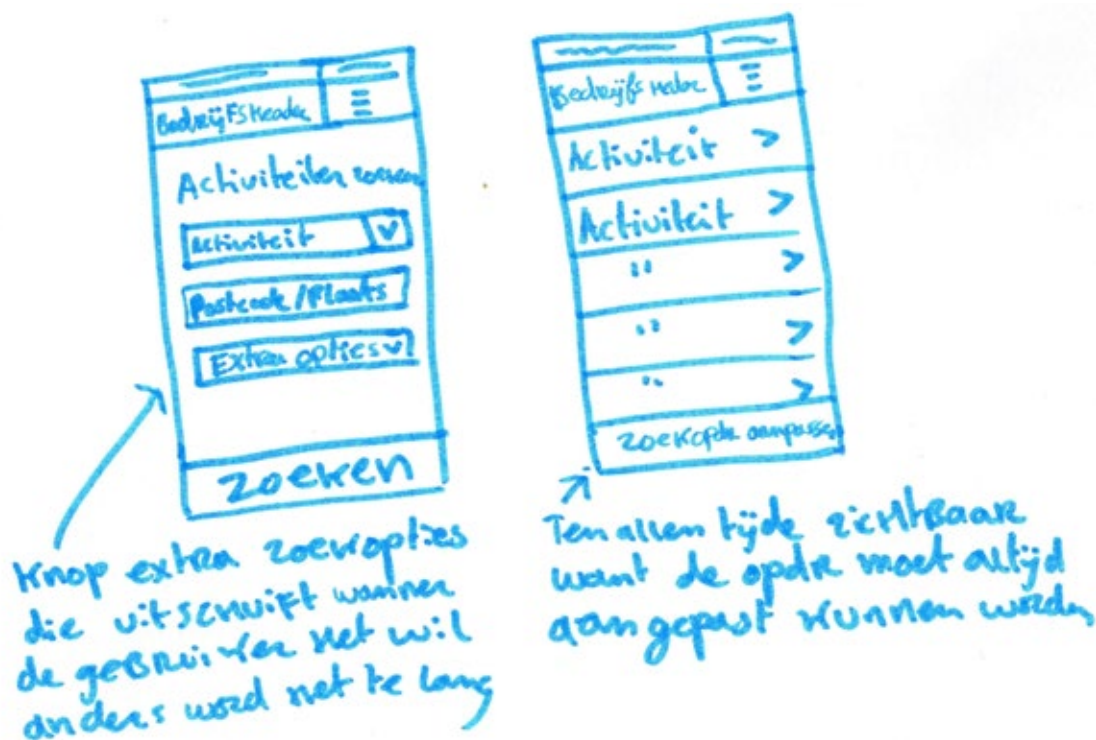 BedrijfsHeader
Activiteiten zoeken
Activiteit
Postcode/Plaats
Extra opties
Zoeken
Knop extra zoekopties
die uitschuift wanneer
de gebruiker het wil
anders word het te lang
Bedrijfs
Activiteit >
Activiteit >
" >
" >
" >
Zoekopdr aanpassen
Ten allen tijde zichtbaar
want de opdr moet altijd
aangepast kunnen worden